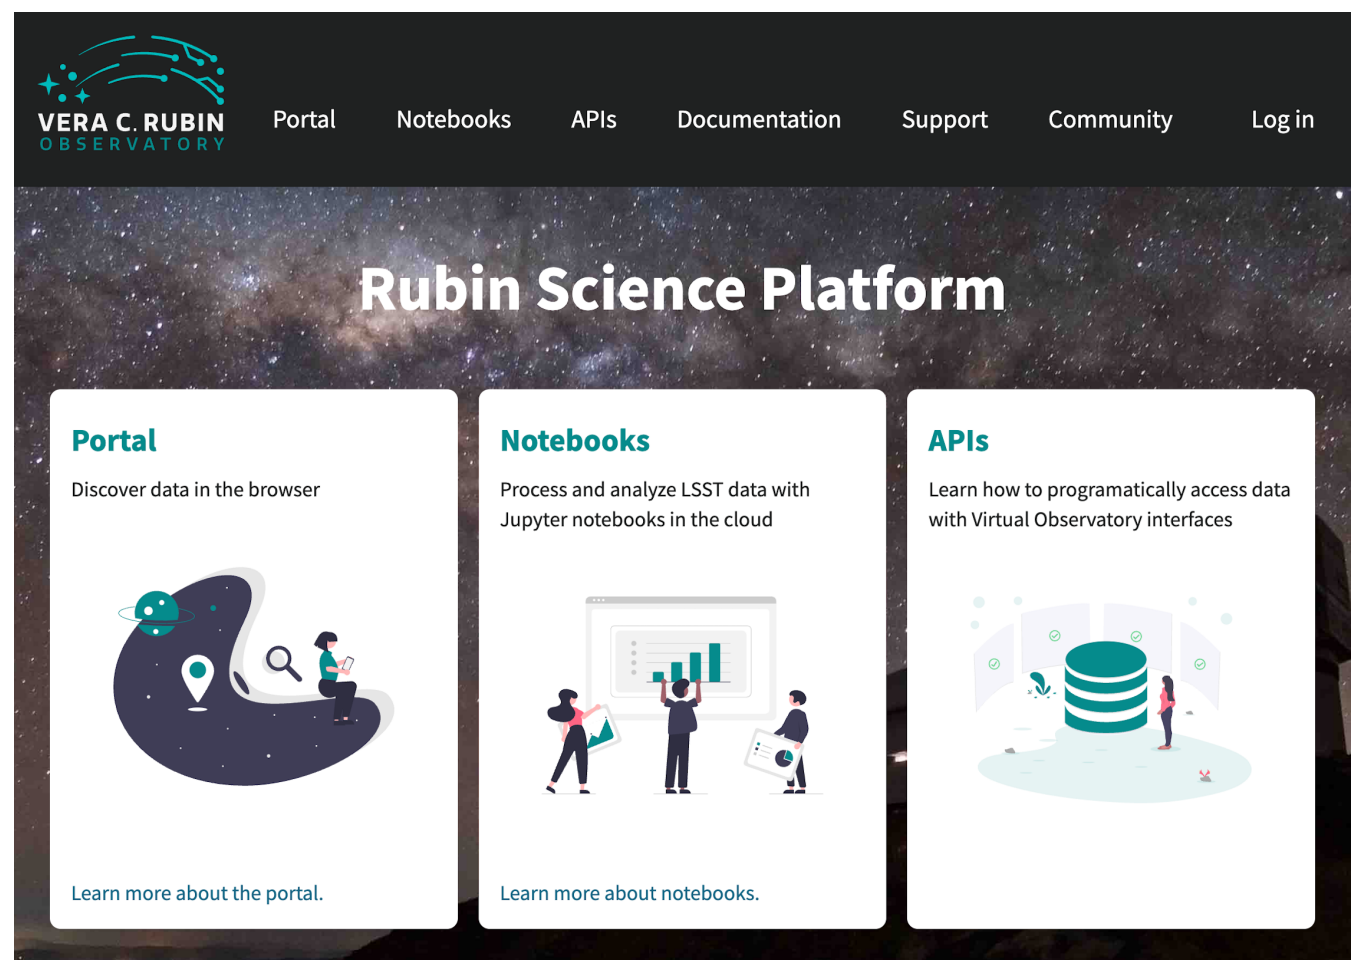 VERA C. RUBIN
OBSERVATORY
Portal
Notebooks
APIs
Documentation
Support
Community
Log in
Rubin Science Platform
Portal
Discover data in the browser
Learn more about the portal.
Notebooks
Process and analyze LSST data with
Jupyter notebooks in the cloud
Learn more about notebooks.
APIs
Learn how to programatically access data
with Virtual Observatory interfaces